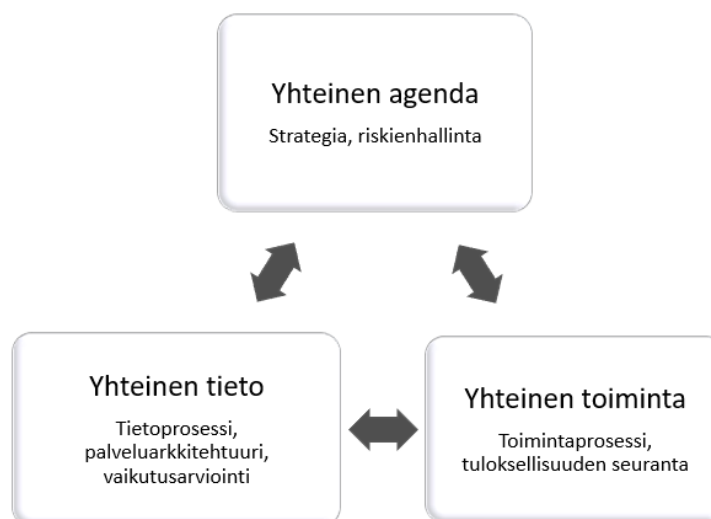 Yhteinen agenda
Strategia, riskienhallinta
Yhteinen tieto
Tietoprosessi,
palveluarkkitehtuuri,
vaikutusarviointi
Yhteinen toiminta
Toimintaprosessi,
tuloksellisuuden seuranta